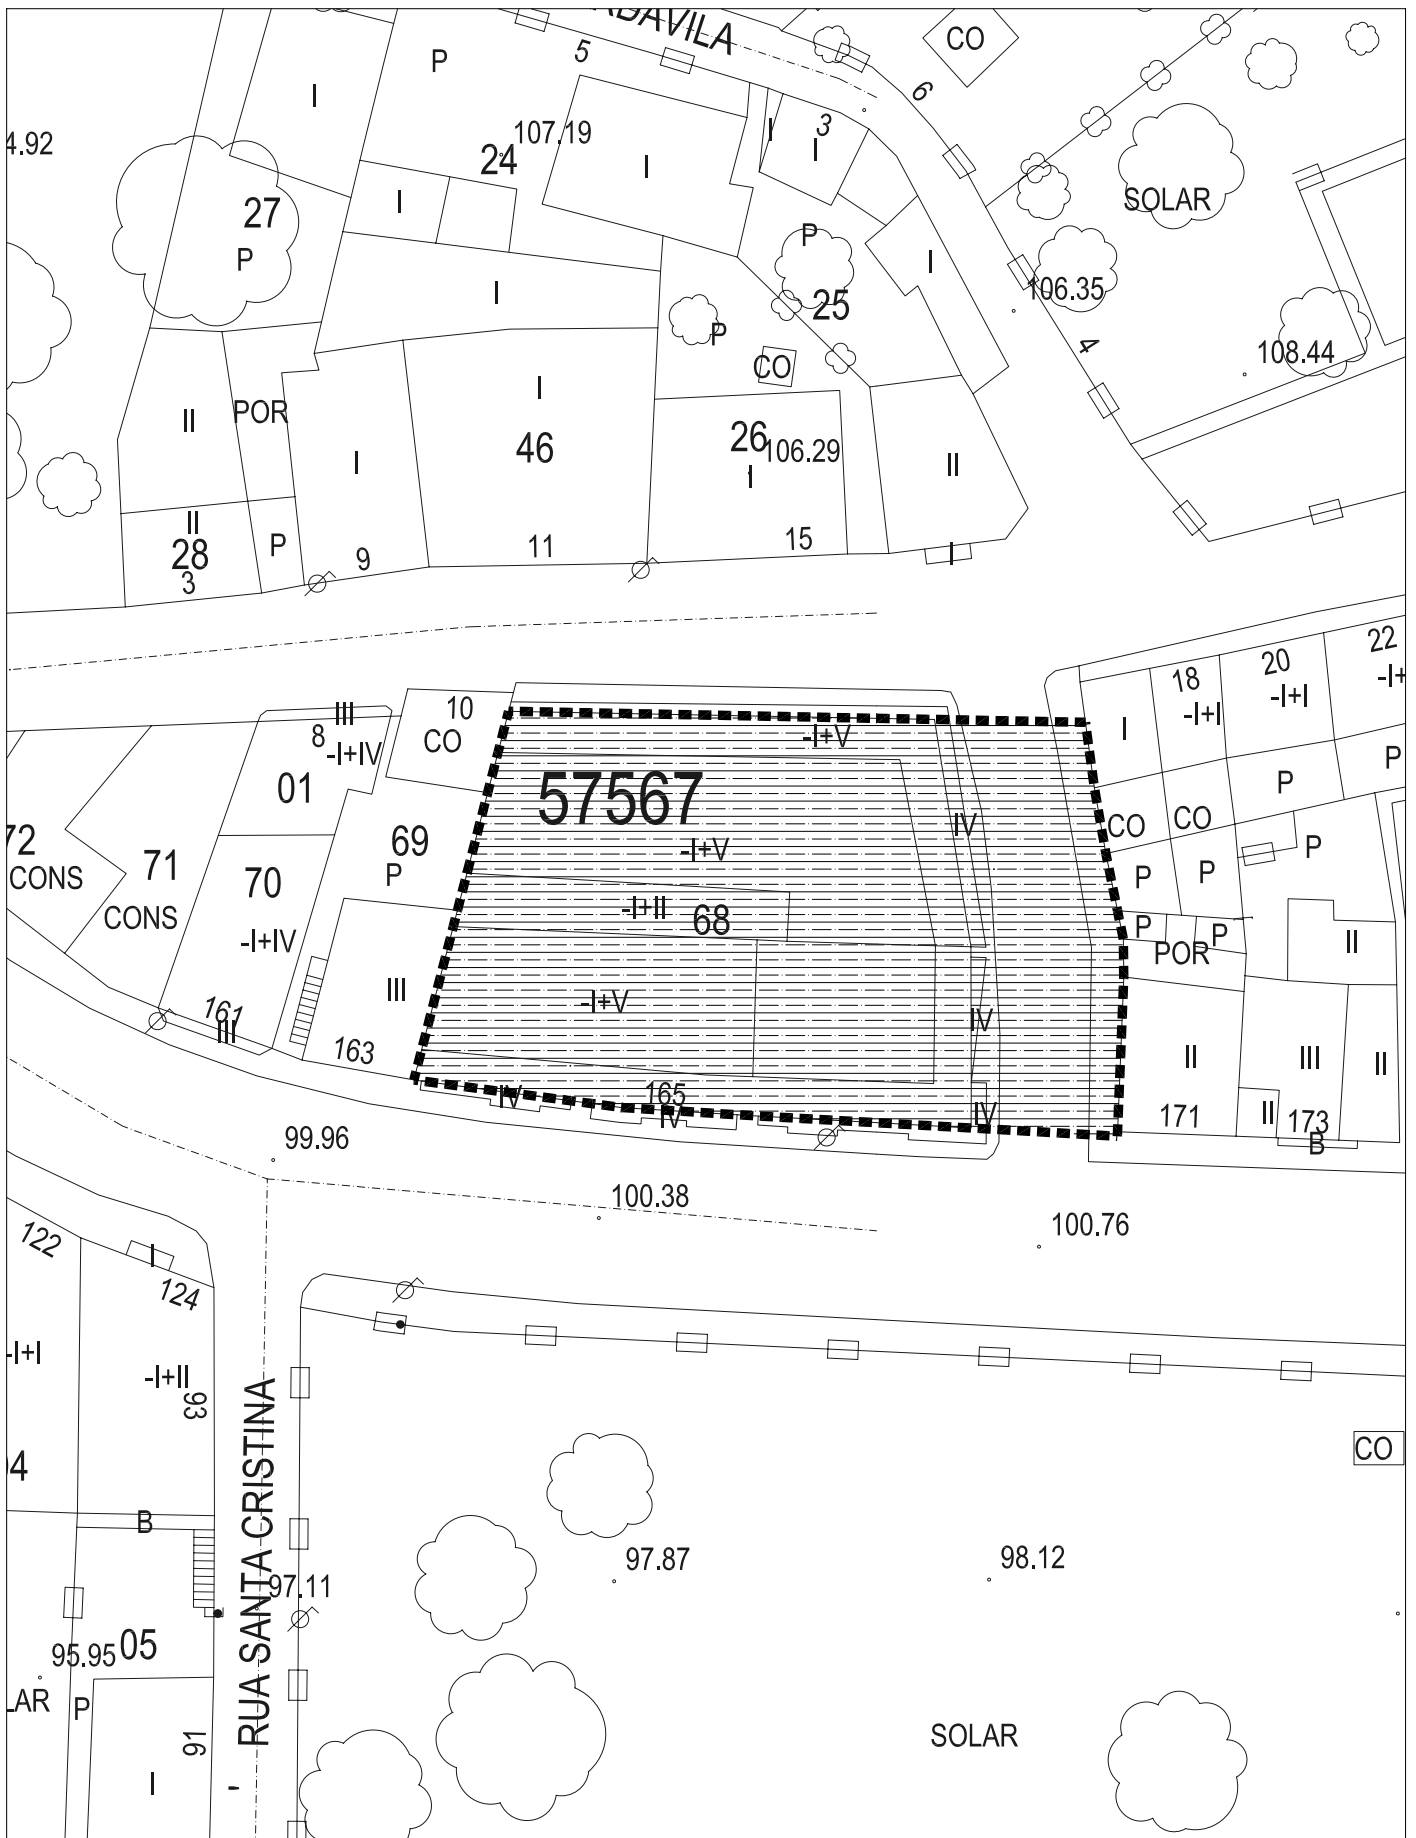 RDAVILA
CO
P
5
I
6
107.19
3
4.92
24
I
I
I
I
SOLAR
27
P
P
I
I
106.35
25
P
4
108.44
CO
I
II
POR
46
26
106.29
I
I
II
II
28
3
P
9
11
15
I
22
20
18
-I+I
-I+I
-I+
10
III
8
-I+IV
CO
-I+V
I
P
P
01
57567
CO
CO
IV
72
CONS
71
69
P
-I+V
P
P
P
70
CONS
-I+IV
-I+II
68
P
P
POR
II
III
161
III
-I+V
IV
163
165
IV
IV
IV
II
III
II
171
II
173
B
99.96
100.38
100.76
122
I
124
-I+I
-I+II
93
04
RUA SANTA CRISTINA
CO
B
97.87
98.12
97.11
95.95
05
LAR
P
91
I
SOLAR